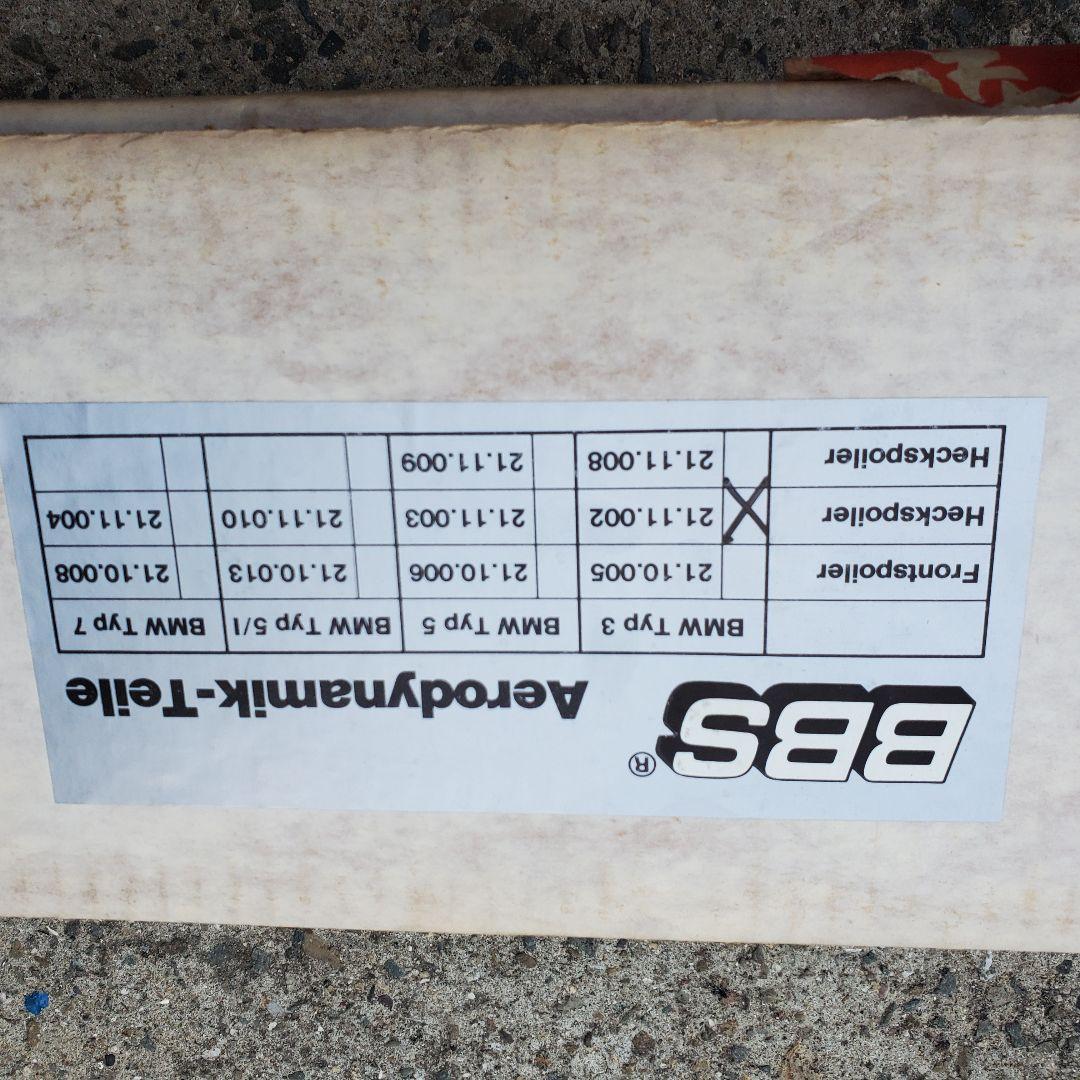 BBS® Aerodynamik-Teile
BMW Typ 3 BMW Typ 5 BMW Typ 5/1 BMW Typ 7
Frontspoiler 21.10.005 21.10.006 21.10.013 21.10.008
Heckspoiler X 21.11.002 21.11.003 21.11.010 21.11.004
Heckspoiler 21.11.008 21.11.009